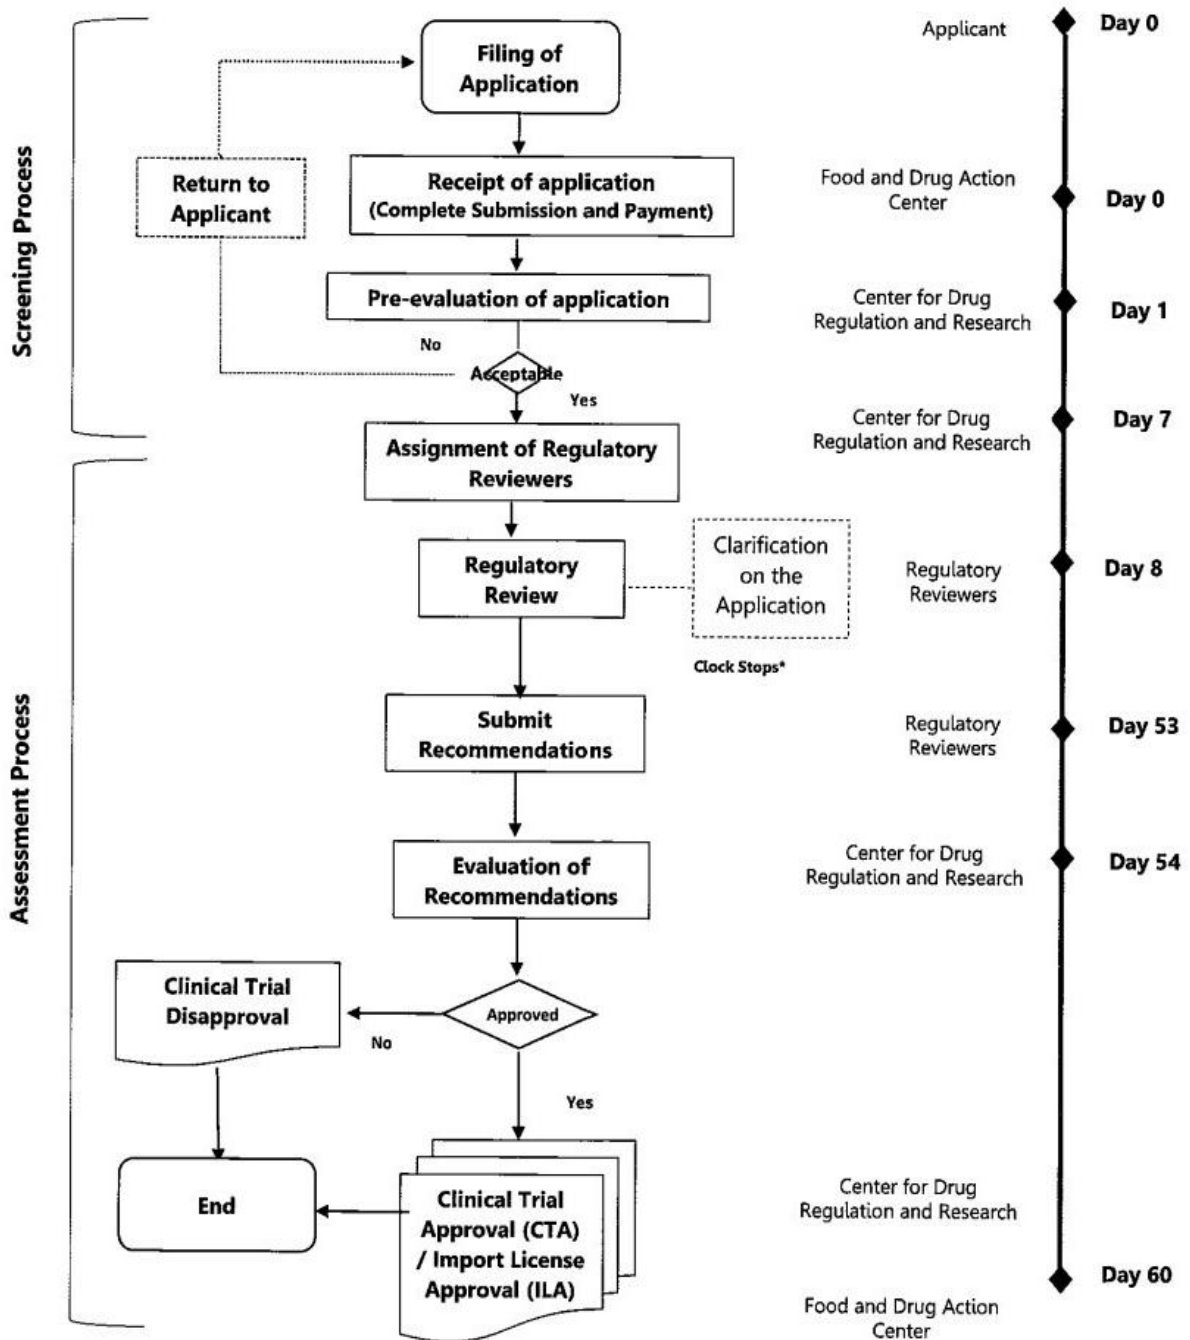 Screening Process
Filing of
Application
Applicant
Day 0
Return to
Applicant
Receipt of application
(Complete Submission and Payment)
Food and Drug Action
Center
Day 0
Pre-evaluation of application
Center for Drug
Regulation and Research
Day 1
No
Acceptable
Yes
Center for Drug
Regulation and Research
Day 7
Assessment Process
Assignment of Regulatory
Reviewers
Regulatory
Review
Clarification
on the
Application
Clock Stops*
Regulatory
Reviewers
Day 8
Submit
Recommendations
Regulatory
Reviewers
Day 53
Evaluation of
Recommendations
Center for Drug
Regulation and Research
Day 54
Clinical Trial
Disapproval
No
Approved
Yes
End
Clinical Trial
Approval (CTA)
/ Import License
Approval (ILA)
Center for Drug
Regulation and Research
Day 60
Food and Drug Action
Center